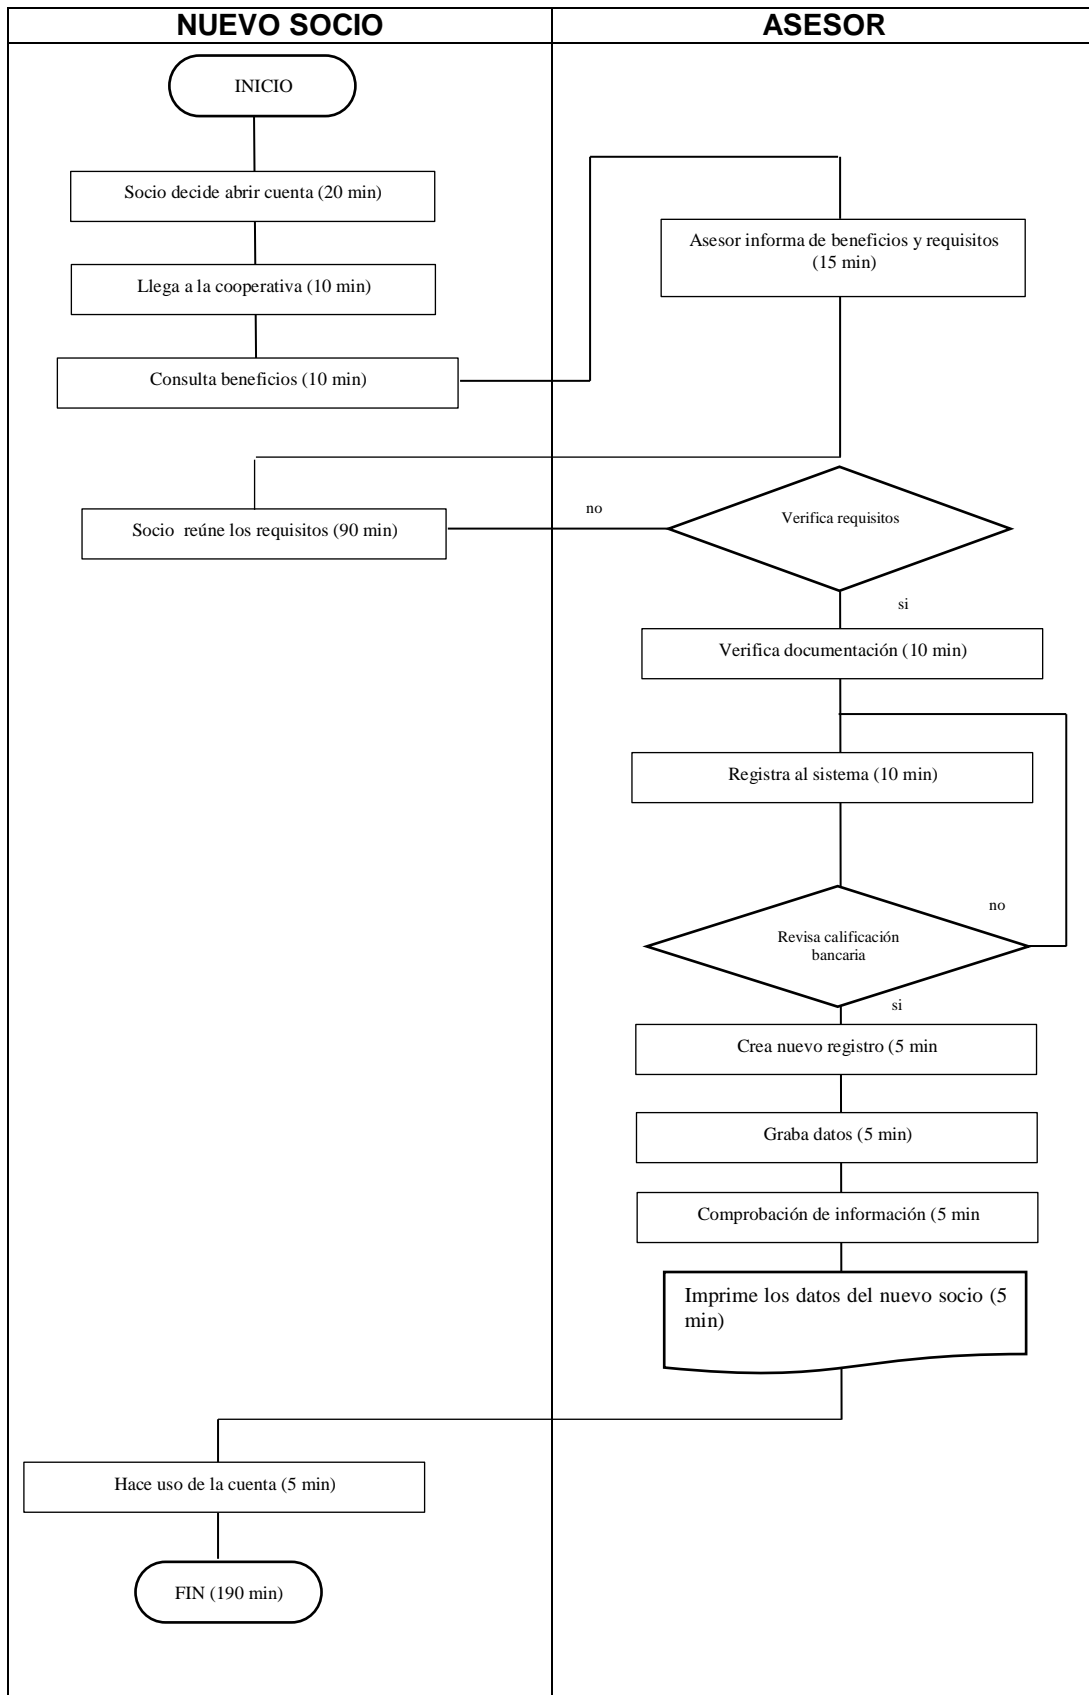 NUEVO SOCIO
ASESOR
INICIO
Socio decide abrir cuenta (20 min)
Asesor informa de beneficios y requisitos
(15 min)
Llega a la cooperativa (10 min)
Consulta beneficios (10 min)
Socio reúne los requisitos (90 min)
no
Verifica requisitos
si
Verifica documentación (10 min)
Registra al sistema (10 min)
no
Revisa calificación
bancaria
si
Crea nuevo registro (5 min
Graba datos (5 min)
Comprobación de información (5 min
Imprime los datos del nuevo socio (5
min)
Hace uso de la cuenta (5 min)
FIN (190 min)